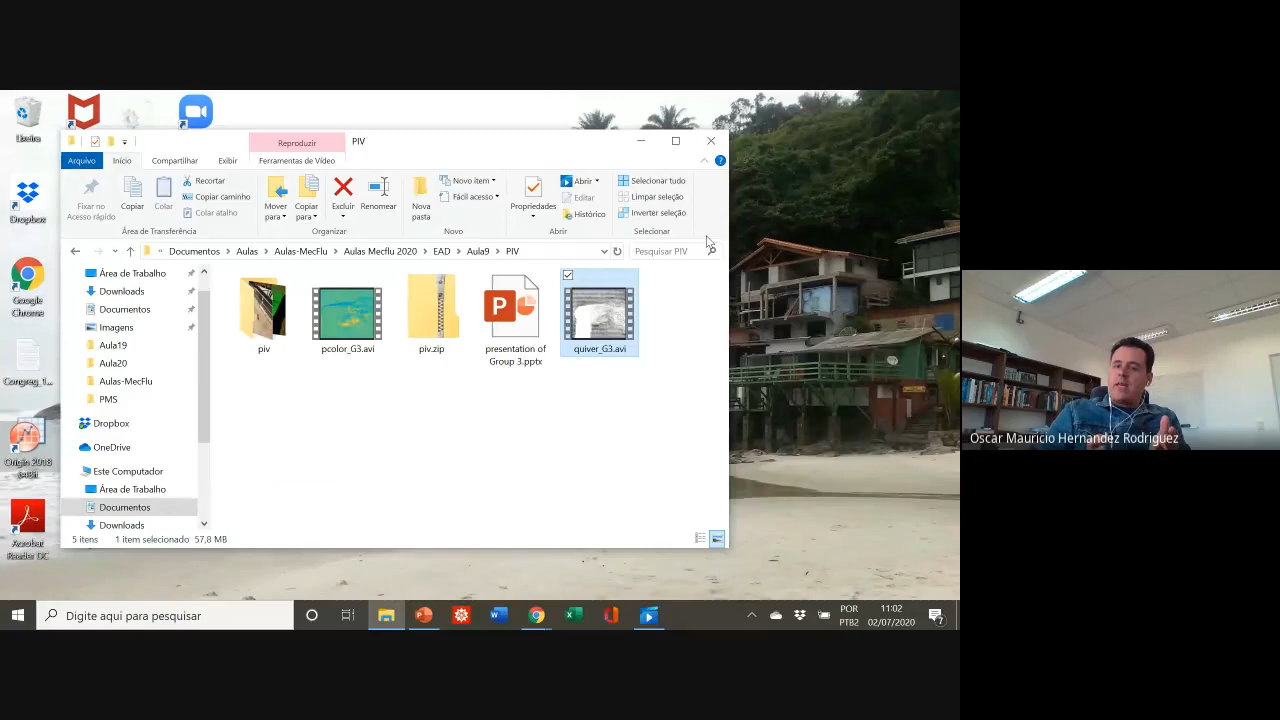 Lixeira
Dropbox
Google
Chrome
Congreg_1...
Origin 2018
64Bit
Acrobat
Reader DC
Reproduzir
PIV
Arquivo
Início
Compartilhar
Exibir
Ferramentas de Vídeo
Fixar no
Acesso rápido
Copiar
Colar
Recortar
Copiar caminho
Colar atalho
Área de Transferência
Mover
para
Copiar
para
Excluir
Renomear
Organizar
Nova
pasta
Novo item
Fácil acesso
Novo
Propriedades
Abrir
Editar
Histórico
Abrir
Selecionar tudo
Limpar seleção
Inverter seleção
Selecionar
« Documentos > Aulas > Aulas-MecFlu > Aulas Mecflu 2020 > EAD > Aula9 > PIV
Pesquisar PIV
Área de Trabalho
Downloads
Documentos
Imagens
Aula19
Aula20
Aulas-MecFlu
PMS
Dropbox
OneDrive
Este Computador
Área de Trabalho
Documentos
Downloads
piv
pcolor_G3.avi
piv.zip
presentation of
Group 3.pptx
quiver_G3.avi
5 itens 1 item selecionado 57,8 MB
Oscar Mauricio Hernandez Rodriguez
Digite aqui para pesquisar
POR
PTB2
11:02
02/07/2020
7